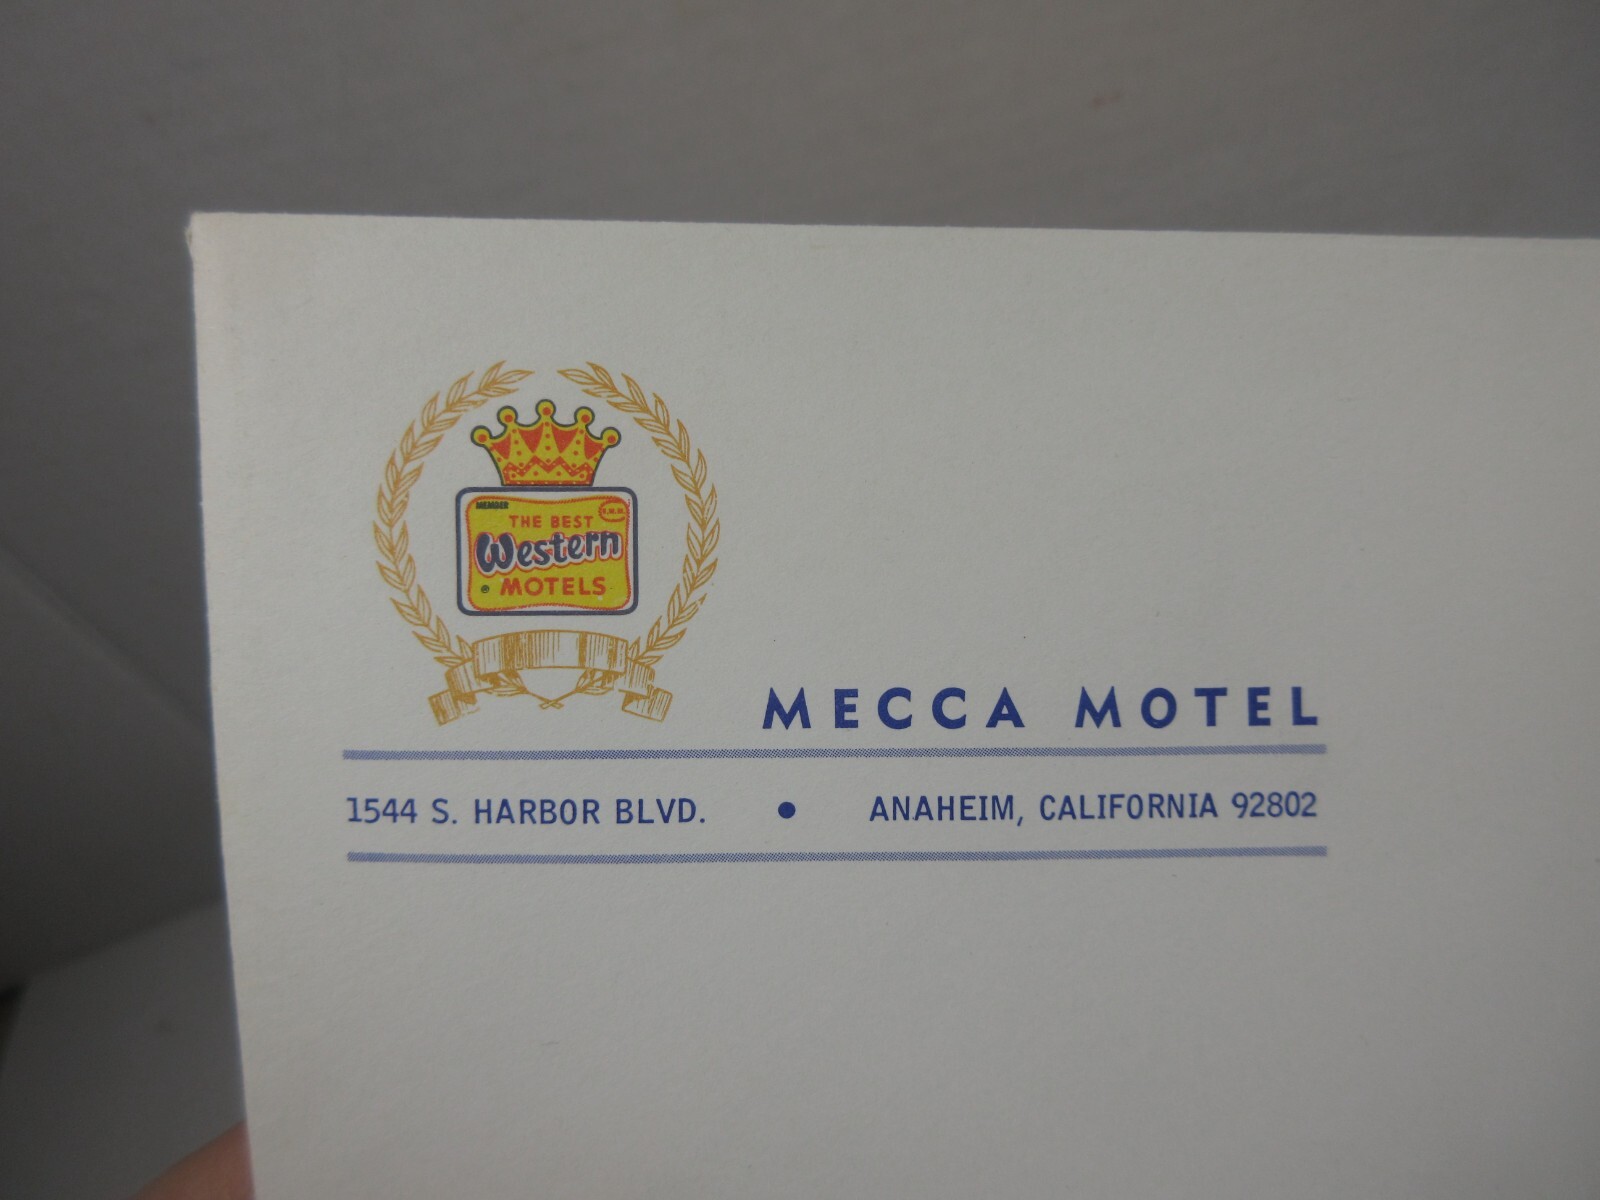 MEMBER
THE BEST
Western
MOTELS
®
MECCA MOTEL
1544 S. HARBOR BLVD. • ANAHEIM, CALIFORNIA 92802